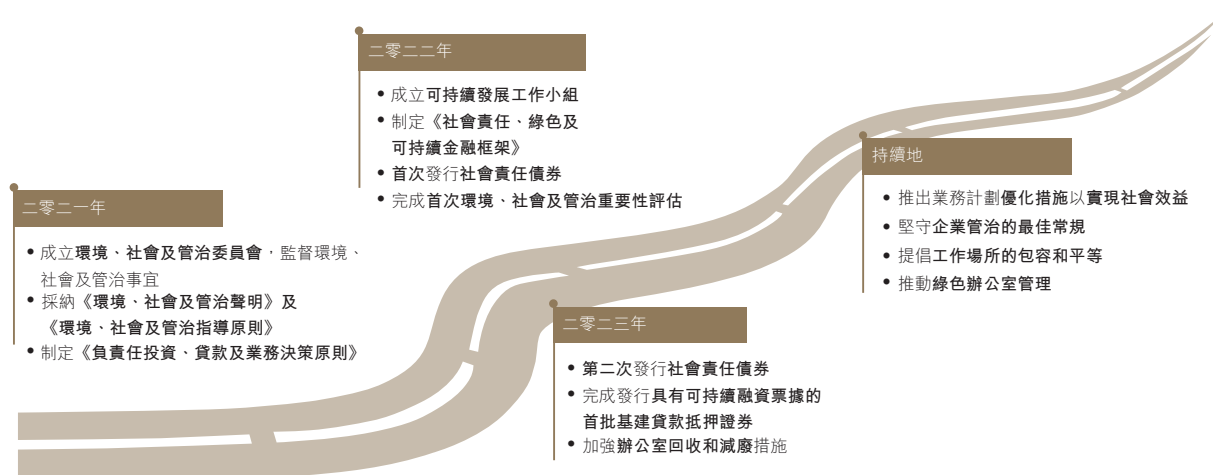 二零二一年
• 成立環境、社會及管治委員會，監督環境、
社會及管治事宜
• 採納《環境、社會及管治聲明》及
《環境、社會及管治指導原則》
• 制定《負責任投資、貸款及業務決策原則》
二零二二年
• 成立可持續發展工作小組
• 制定《社會責任、綠色及
可持續金融框架》
• 首次發行社會責任債券
• 完成首次環境、社會及管治重要性評估
二零二三年
• 第二次發行社會責任債券
• 完成發行具有可持續融資票據的
首批基建貸款抵押證券
• 加強辦公室回收和減廢措施
持續地
• 推出業務計劃優化措施以實現社會效益
• 堅守企業管治的最佳常規
• 提倡工作場所的包容和平等
• 推動綠色辦公室管理